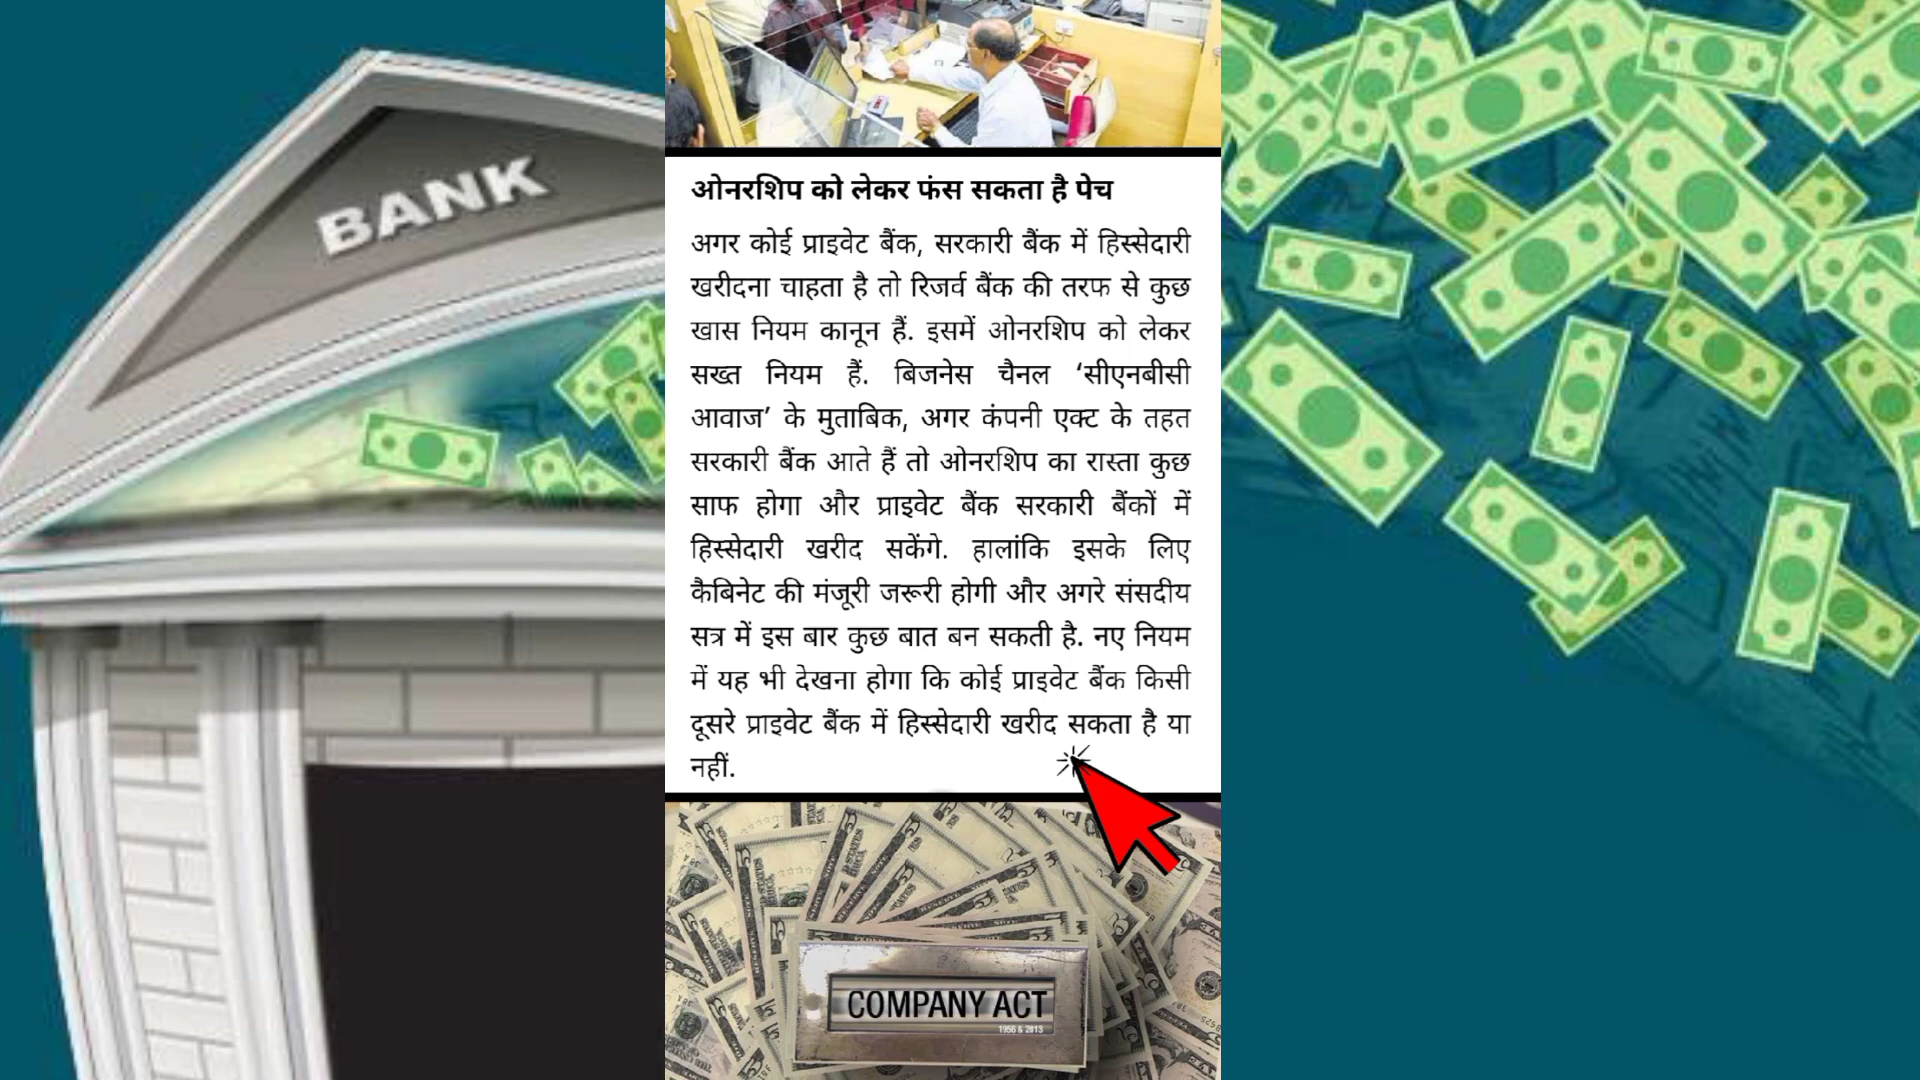 BANK
ओनरशिप को लेकर फंस सकता है पेच
अगर कोई प्राइवेट बैंक, सरकारी बैंक में हिस्सेदारी
खरीदना चाहता है तो रिजर्व बैंक की तरफ से कुछ
खास नियम कानून हैं. इसमें ओनरशिप को लेकर
सख्त नियम हैं. बिजनेस चैनल ‘सीएनबीसी
आवाज’ के मुताबिक, अगर कंपनी एक्ट के तहत
सरकारी बैंक आते हैं तो ओनरशिप का रास्ता कुछ
साफ होगा और प्राइवेट बैंक सरकारी बैंकों में
हिस्सेदारी खरीद सकेंगे. हालांकि इसके लिए
कैबिनेट की मंजूरी जरूरी होगी और अगरे संसदीय
सत्र में इस बार कुछ बात बन सकती है. नए नियम
में यह भी देखना होगा कि कोई प्राइवेट बैंक किसी
दूसरे प्राइवेट बैंक में हिस्सेदारी खरीद सकता है या
नहीं.
COMPANY ACT
1956 & 2013